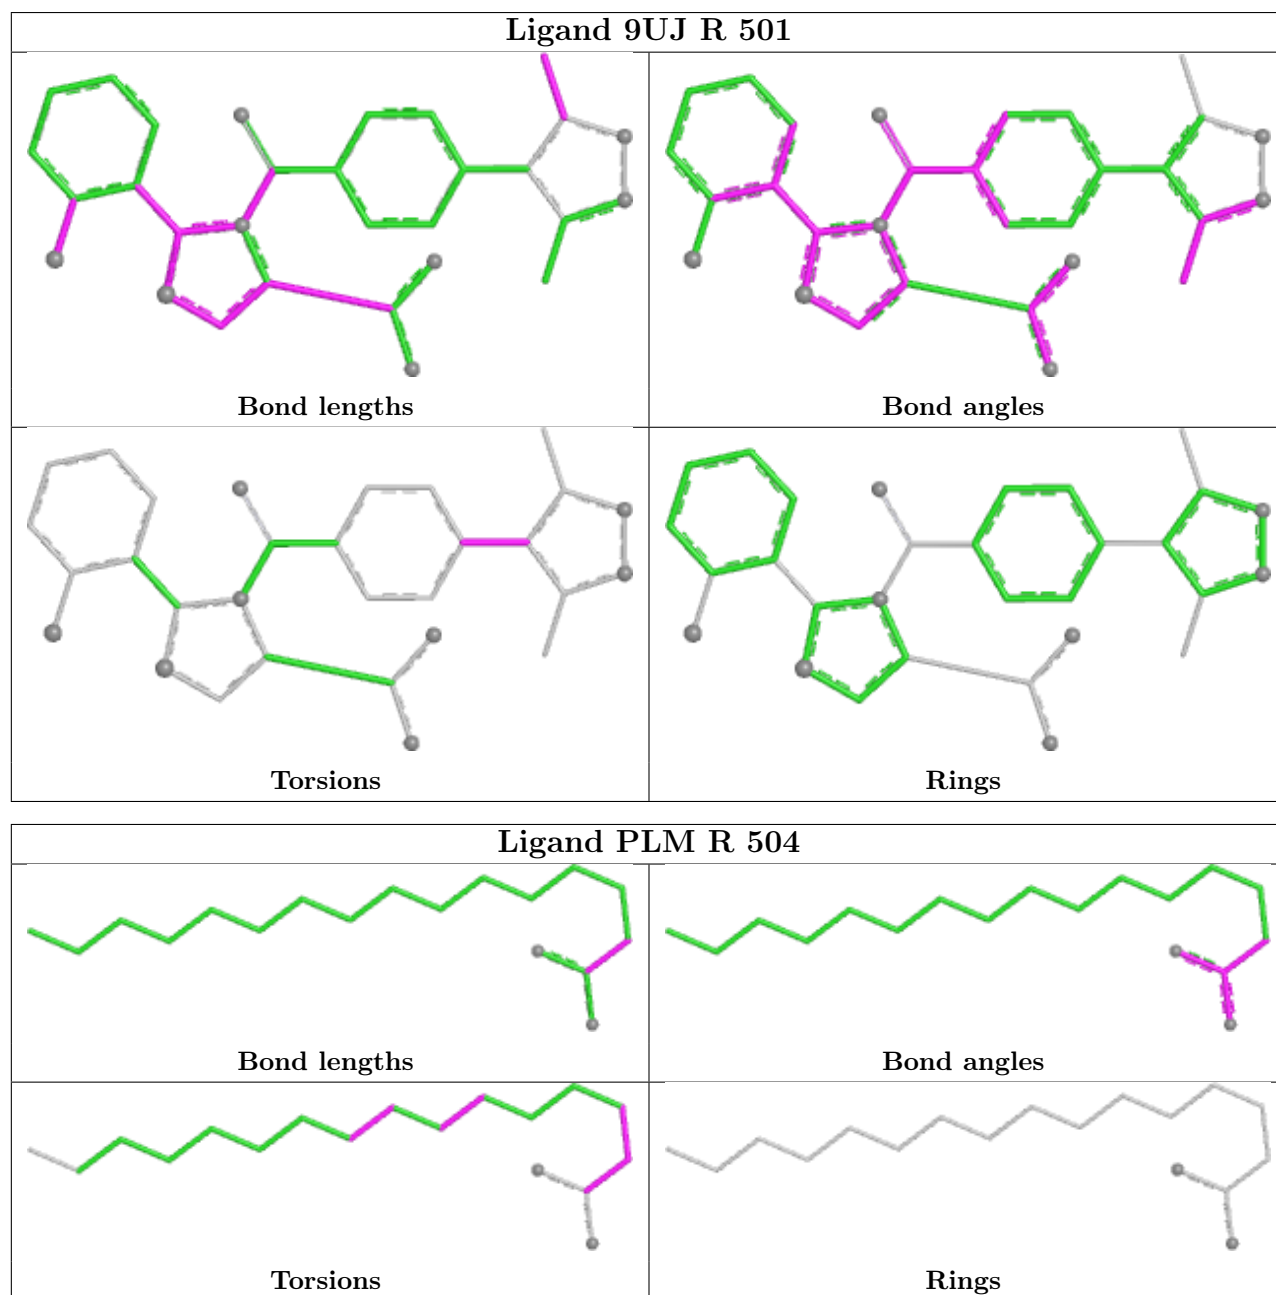 Ligand 9UJ R 501
Bond lengths
Bond angles
Torsions
Rings
Ligand PLM R 504
Bond lengths
Bond angles
Torsions
Rings